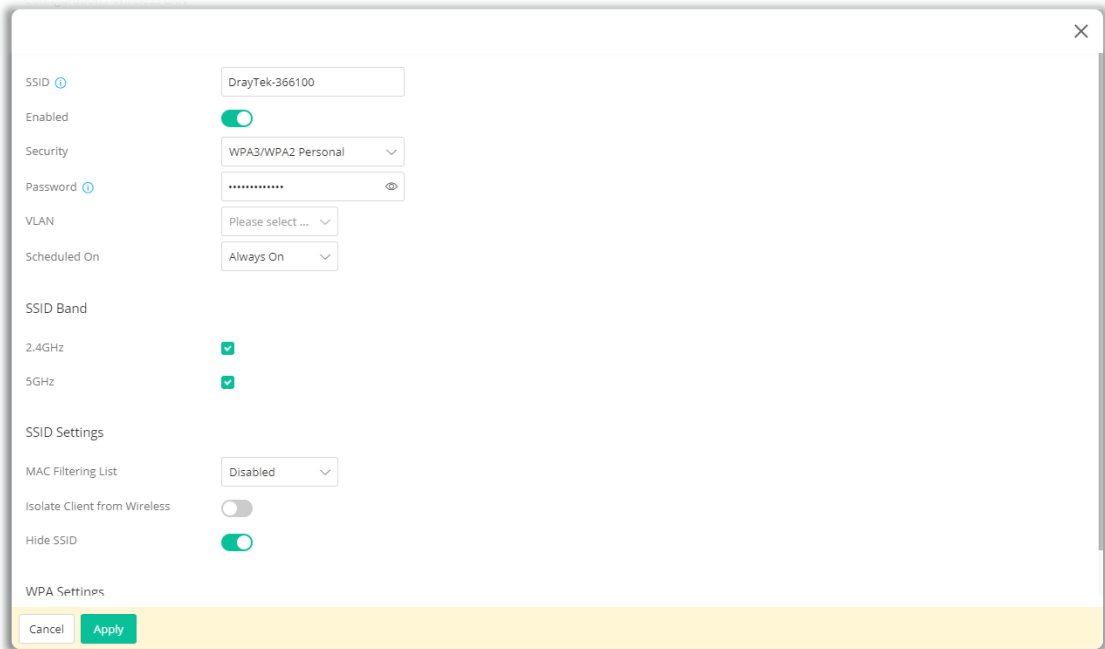 SSID DrayTek-366100
Enabled
Security WPA3/WPA2 Personal
Password •••••••••••••
VLAN Please select ...
Scheduled On Always On
SSID Band
2.4GHz
5GHz
SSID Settings
MAC Filtering List Disabled
Isolate Client from Wireless
Hide SSID
WPA Settings
Cancel Apply